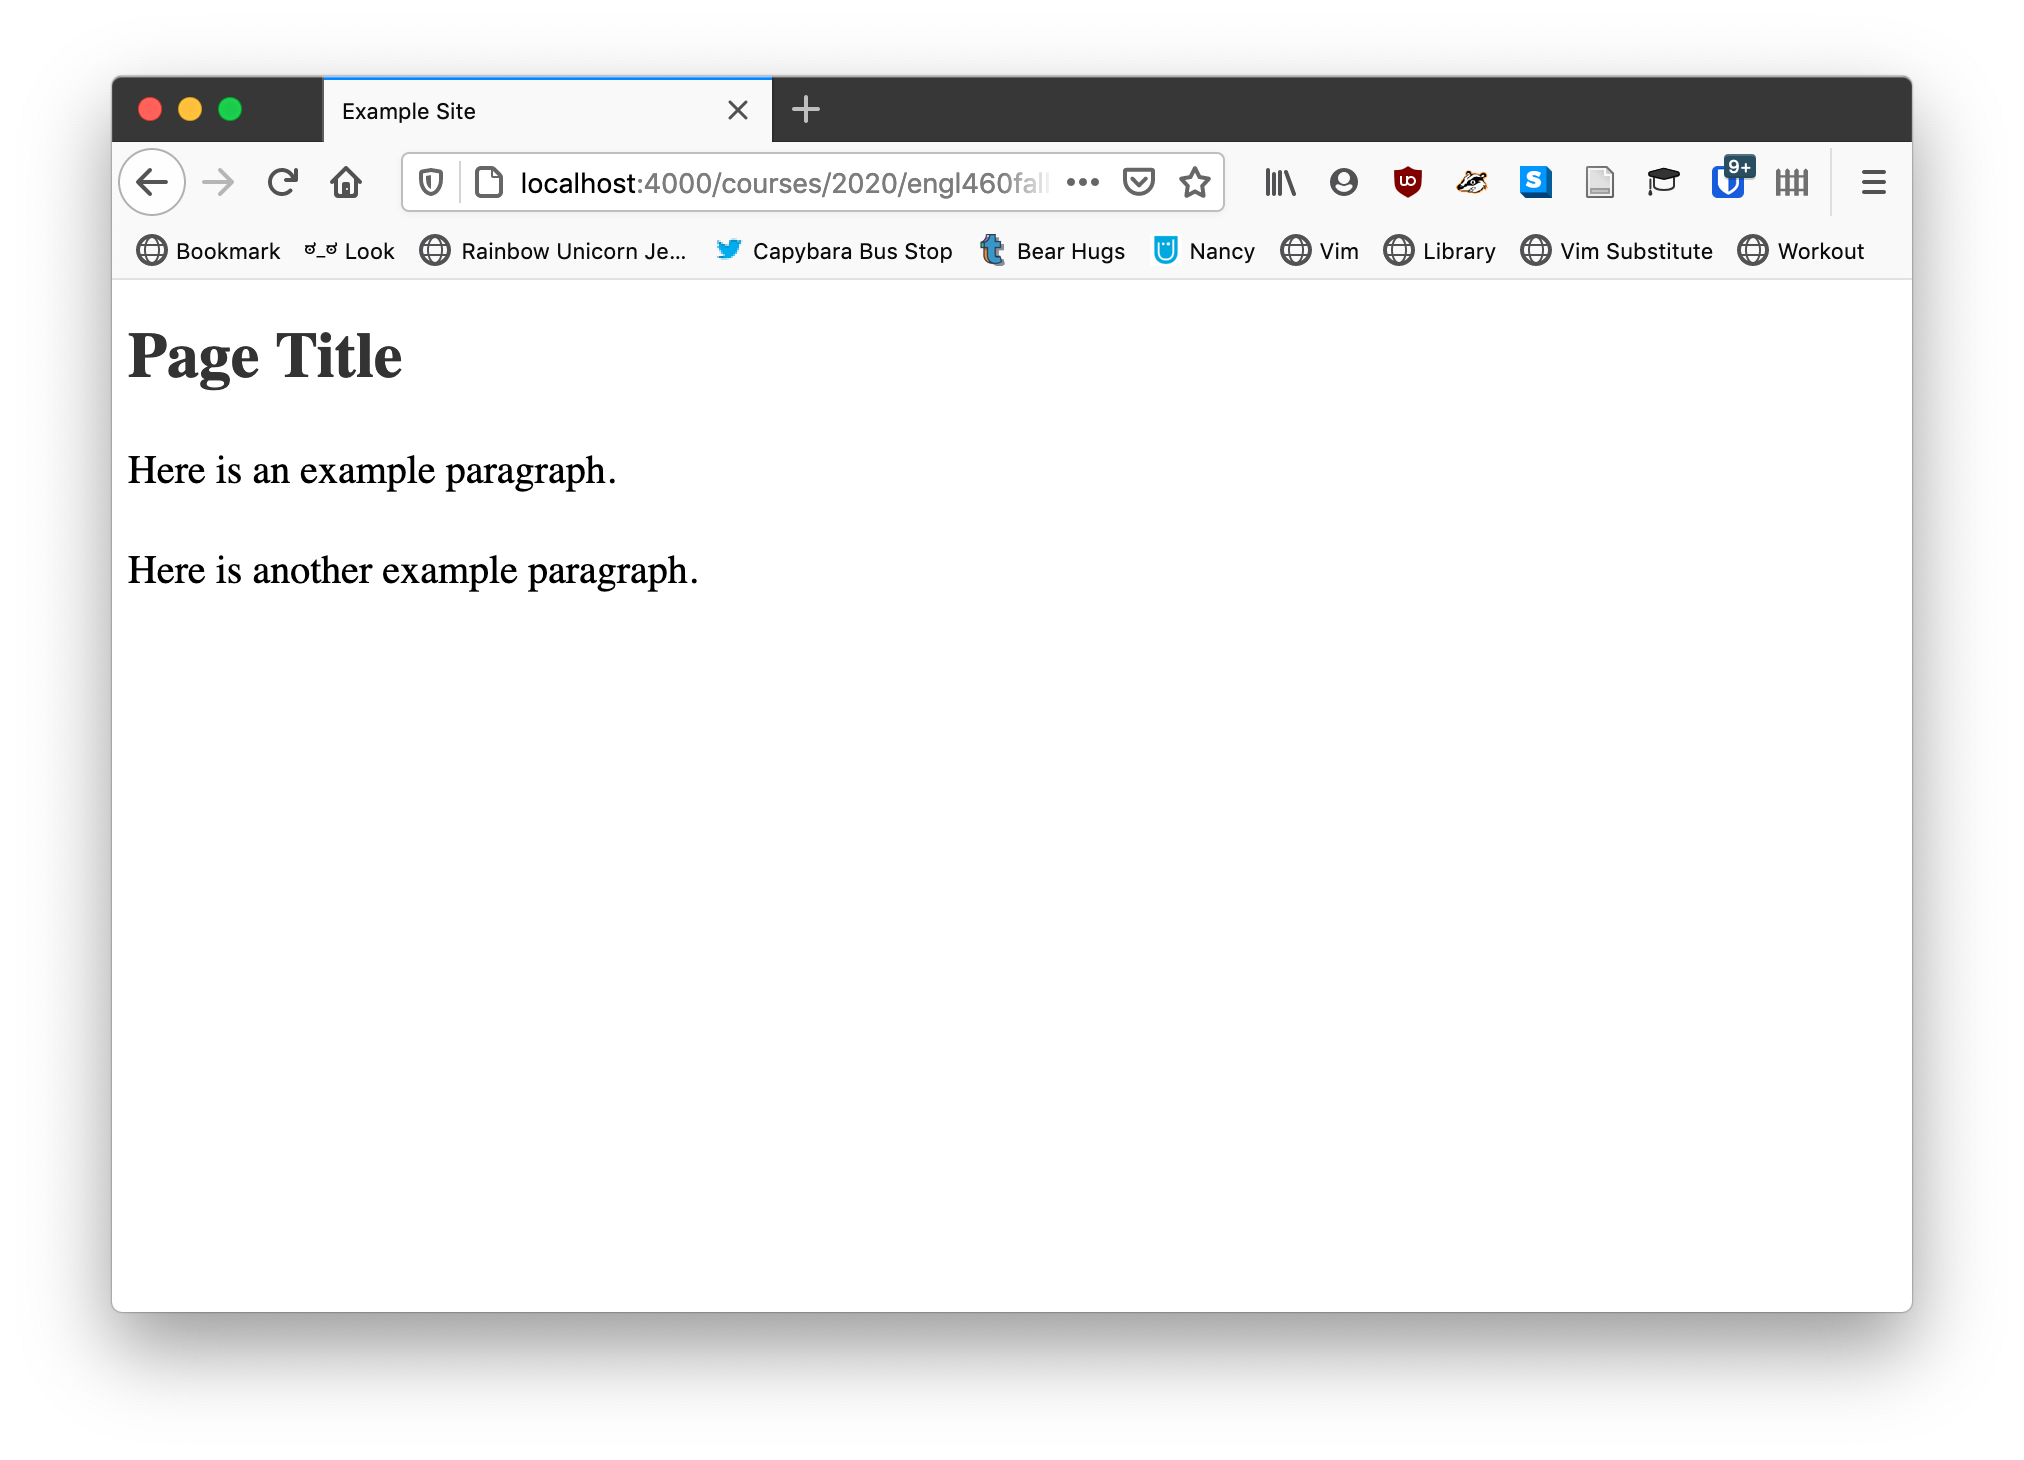 Example Site
localhost:4000/courses/2020/engl460fall
9+
Bookmark ಠ_ಠ Look Rainbow Unicorn Je... Capybara Bus Stop Bear Hugs Nancy Vim Library Vim Substitute Workout
Page Title
Here is an example paragraph.
Here is another example paragraph.